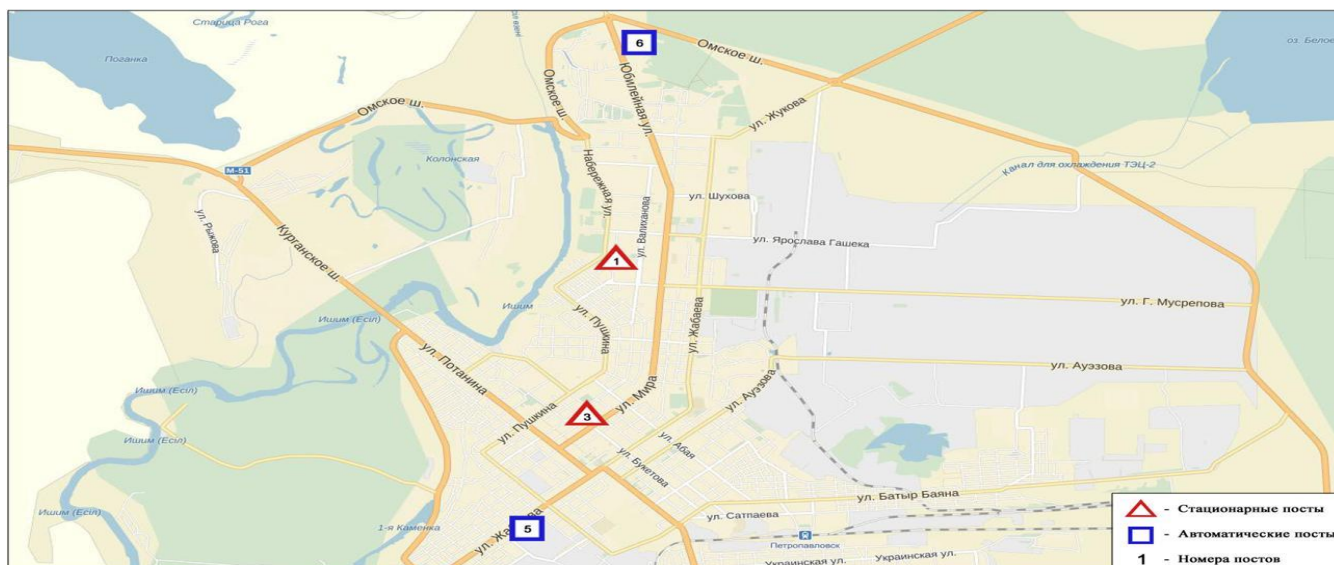 Старица Рога
Поганка
6
Омское ш.
оз. Белое
Омское ш.
Юбилейная ул.
Омское ш.
ул. Жукова
Колонская
М-51
Набережная ул.
Канал для охлаждения ТЭЦ-2
ул. Рыжова
ул. Валиханова
ул. Шухова
Курганское ш.
ул. Ярослава Гашека
1
Ишим
ул. Г. Мусрепова
Ишим (Есіл)
ул. Пушкина
ул. Жабаева
ул. Потанина
ул. Ауэзова
ул. Ауэзова
Ишим (Есіл)
ул. Мира
3
ул. Пушкина
Ишим (Есіл)
ул. Абая
ул. Букетова
ул. Батыр Баяна
Ишим (Есіл)
1-я Каменка
5
ул. Сатпаева
Петропавловск
Украинская ул.
Украинская ул.
- Стационарные посты
- Автоматические посты
1 - Номера постов